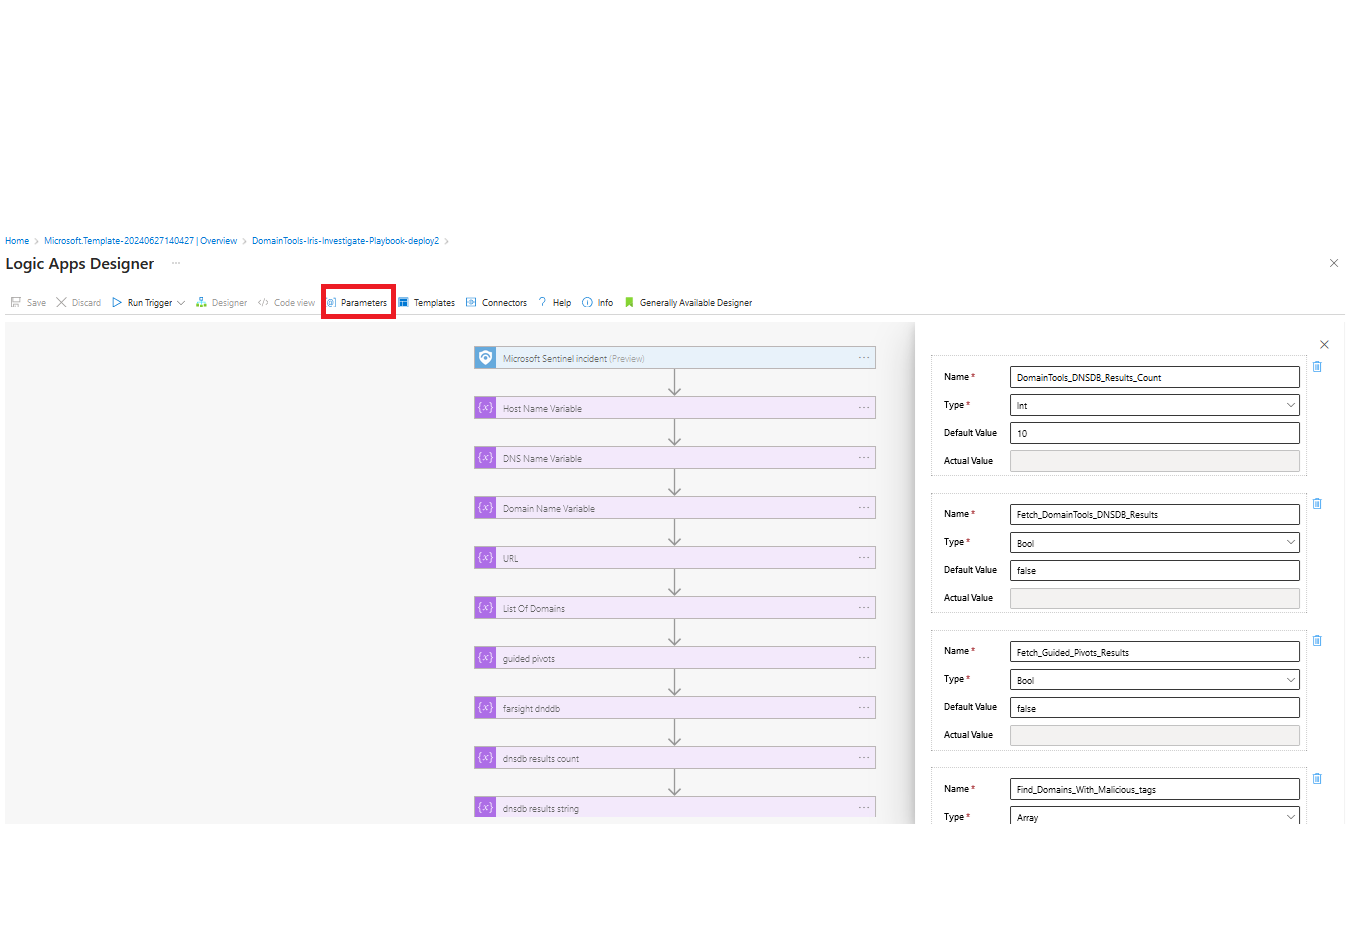 Home > Microsoft.Template-20240627140427 | Overview > DomainTools-Iris-Investigate-Playbook-deploy2 >
Logic Apps Designer ...
Save Discard Run Trigger Designer </> Code view [@] Parameters Templates Connectors ? Help Info Generally Available Designer
Microsoft Sentinel incident (Preview) ...
{x} Host Name Variable ...
{x} DNS Name Variable ...
{x} Domain Name Variable ...
{x} URL ...
{x} List Of Domains ...
{x} guided pivots ...
{x} farsight dnddb ...
{x} dnsdb results count ...
{x} dnsdb results string ...
Name * DomainTools_DNSDB_Results_Count
Type * Int
Default Value 10
Actual Value
Name * Fetch_DomainTools_DNSDB_Results
Type * Bool
Default Value false
Actual Value
Name * Fetch_Guided_Pivots_Results
Type * Bool
Default Value false
Actual Value
Name * Find_Domains_With_Malicious_tags
Type * Array